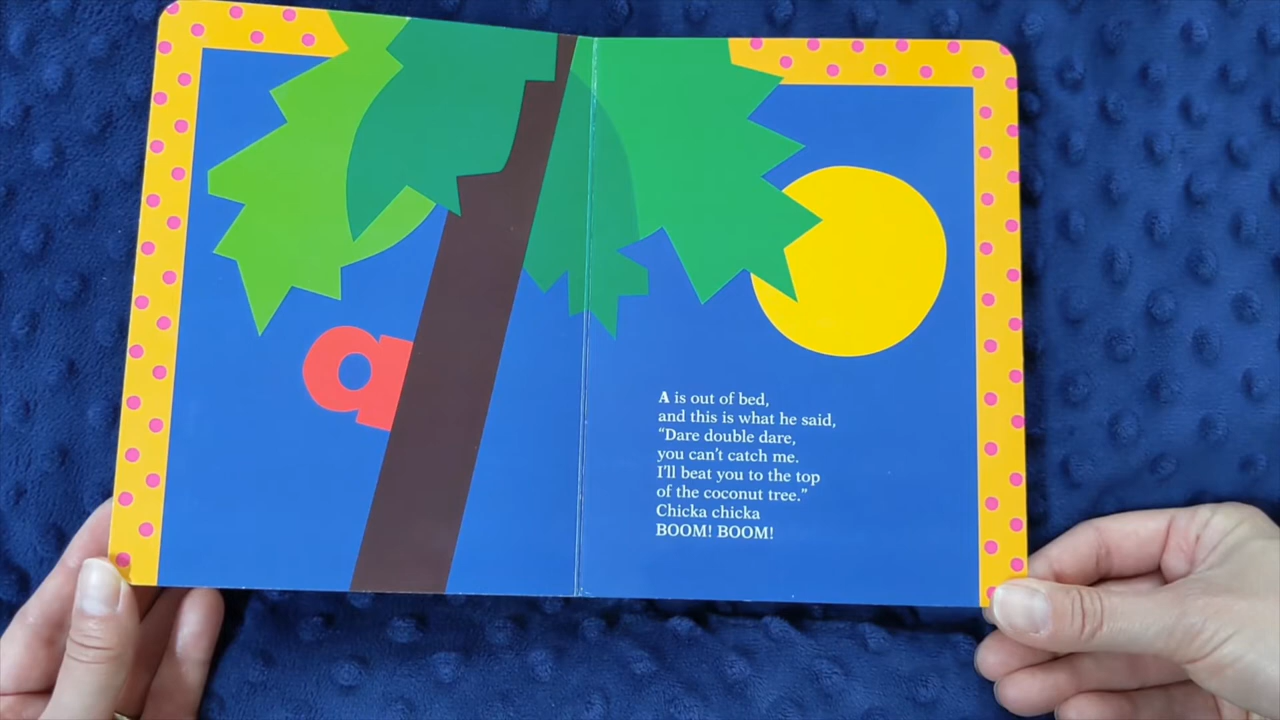 a
A is out of bed,
and this is what he said,
“Dare double dare,
you can’t catch me.
I’ll beat you to the top
of the coconut tree.”
Chicka chicka
BOOM! BOOM!